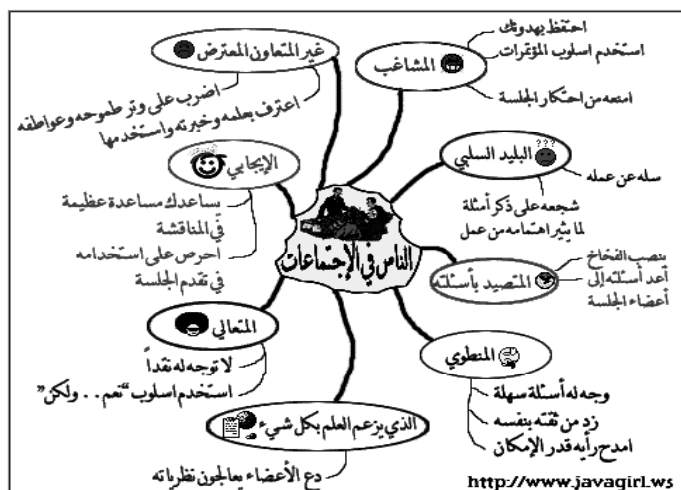 الناس في الإجتماعات
المشاغب
احتفظ بهدوئك
استخدم اسلوب المؤتمرات
امنعه من احتكار الجلسة
البليد السلبي
???
سله عن عمله
شجعه على ذكر أمثلة
لما يثير اهتمامه من عمل
المتصيد بأسئلته
ينصب الفخاخ
أعد أسئلته إلى
أعضاء الجلسة
المنطوي
وجه له أسئلة سهلة
زد من ثقته بنفسه
امدح رأيه قدر الإمكان
الذي يزعم العلم بكل شيء
دع الأعضاء يعالجون نظرياته
المتعالي
لا توجه له نقداً
استخدم اسلوب "نعم . . ولكن"
الإيجابي
يساعدك مساعدة عظيمة
في المناقشة
احرص على استخدامه
في تقدم الجلسة
غير المتعاون المعترض
اضرب على وتر طموحه وعواطفه
اعترف بعلمه وخبرته واستخدمها
http://www.javagirl.ws